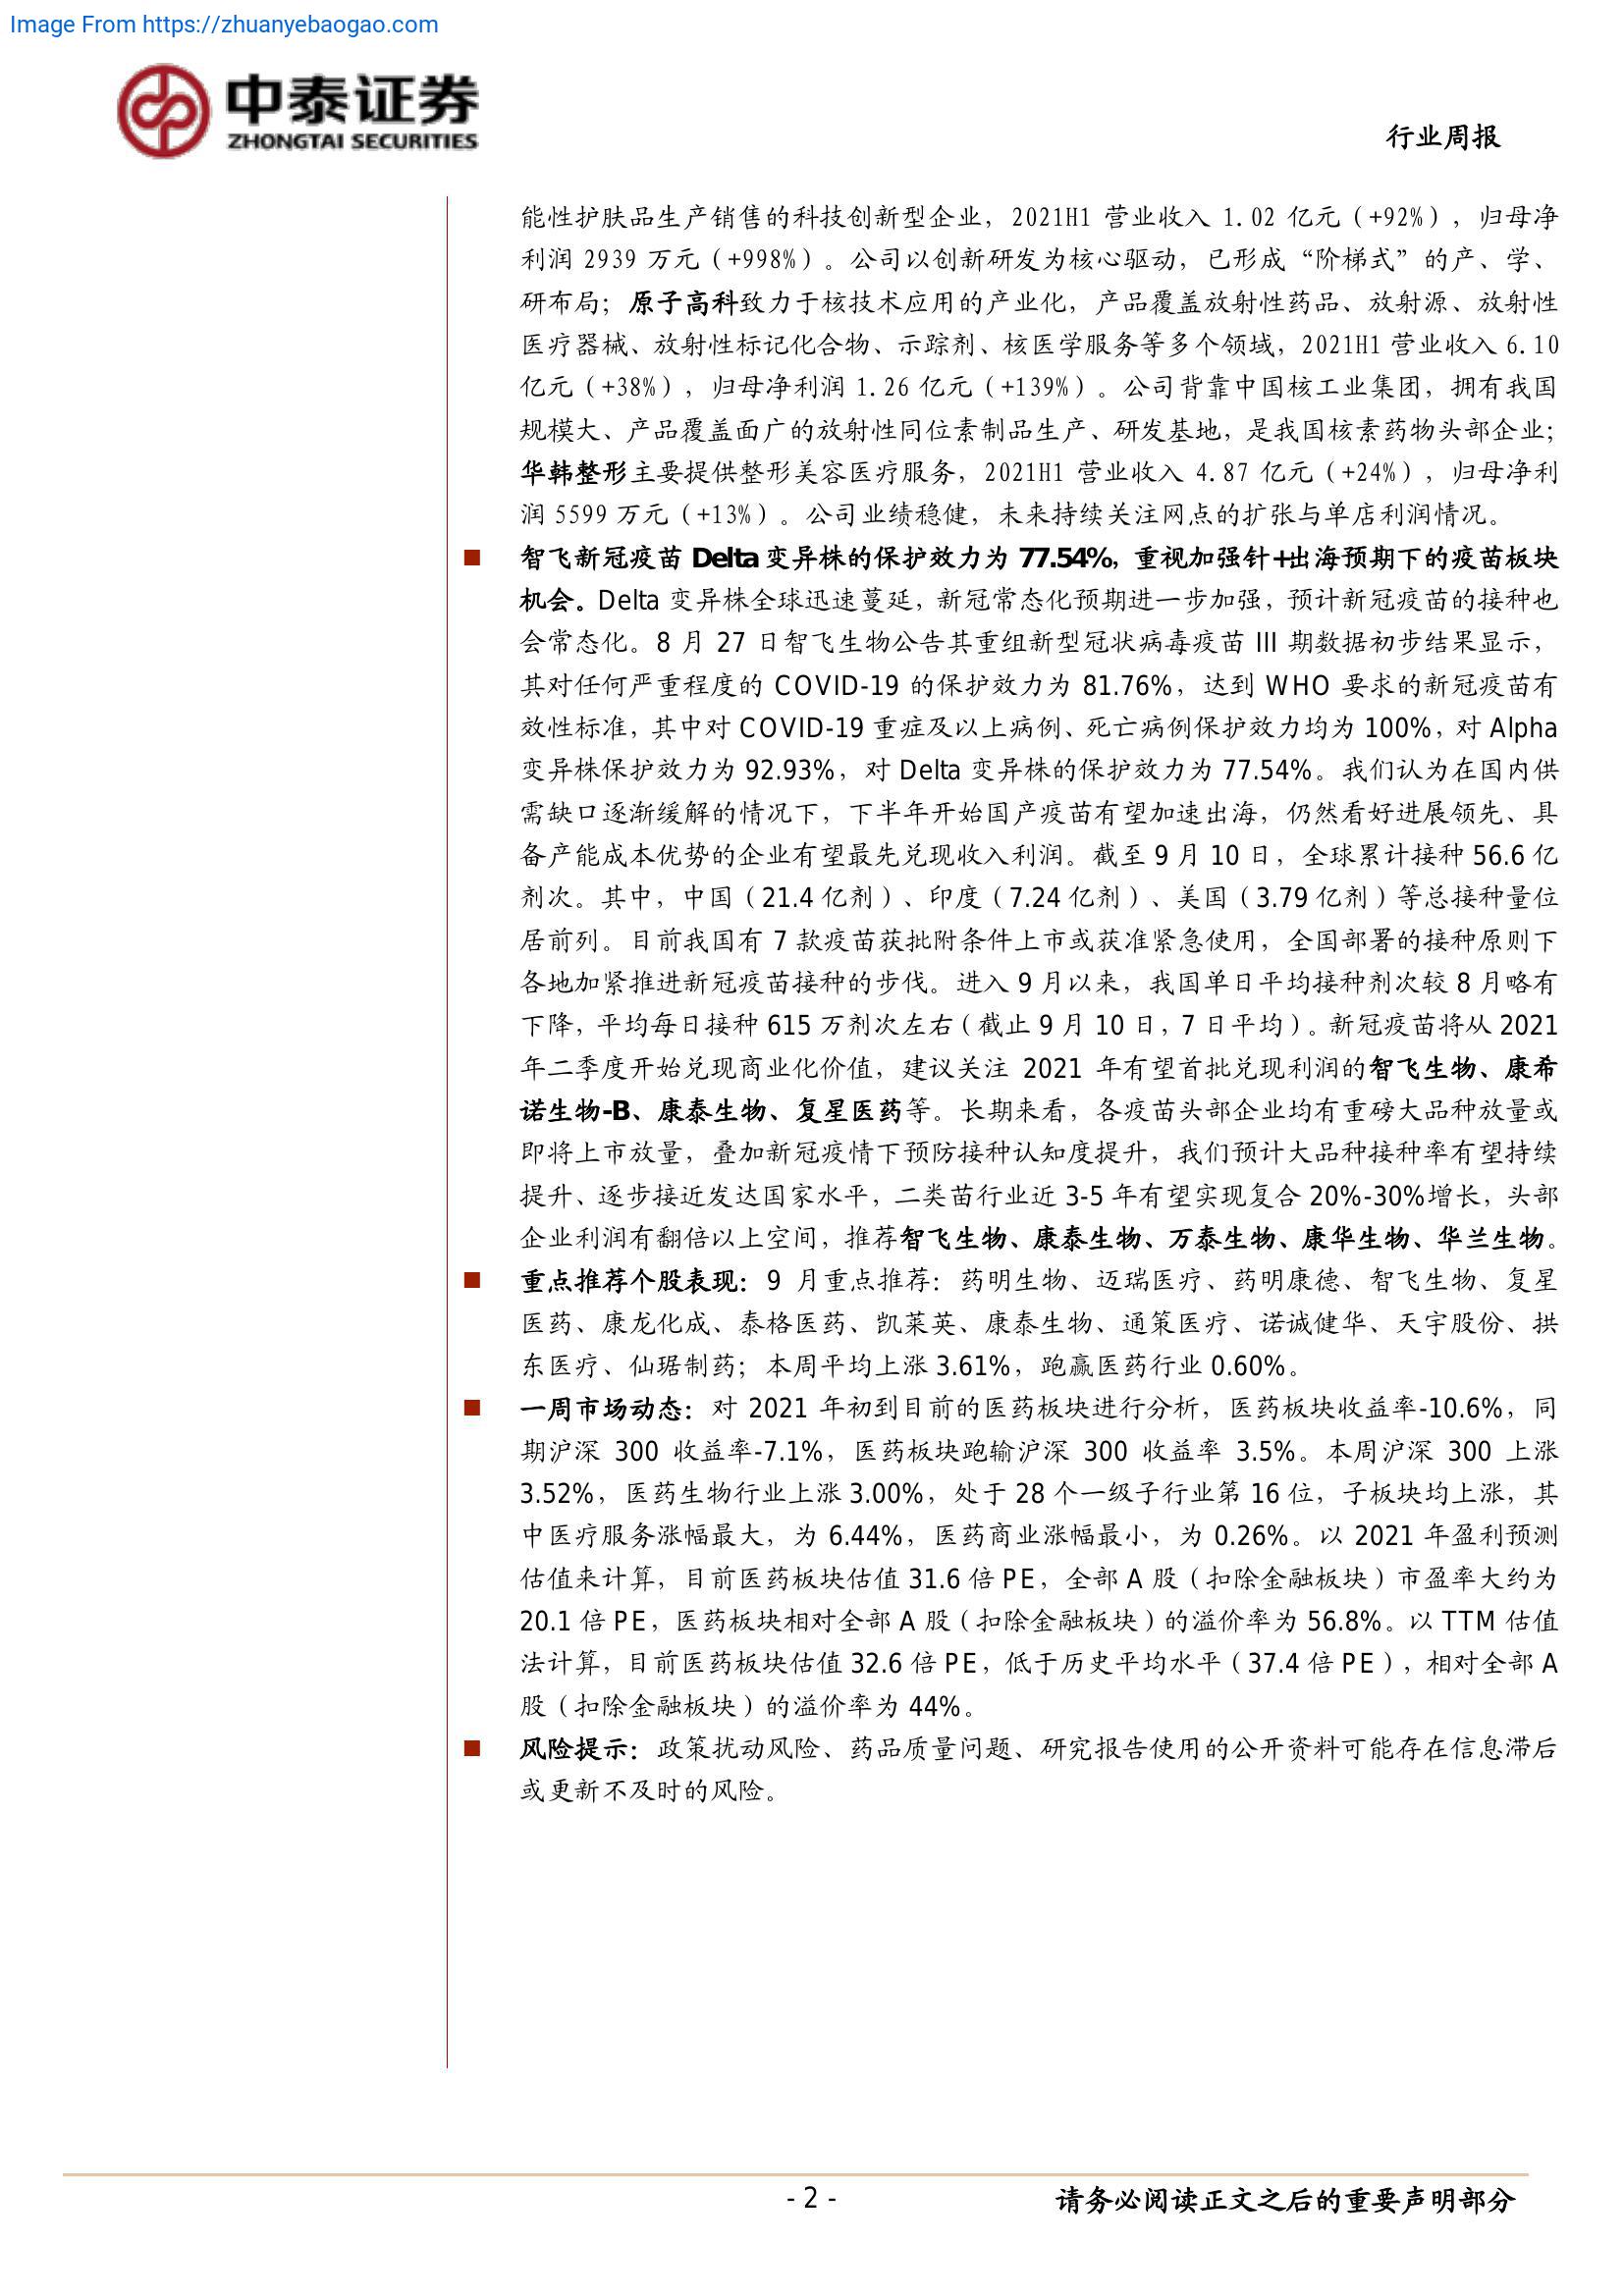 Image From https://zhuanyebaogao.com
中泰证券
ZHONGTAI SECURITIES
行业周报
能性护肤品生产销售的科技创新型企业，2021H1 营业收入 1.02 亿元（+92%），归母净
利润 2939 万元（+998%）。公司以创新研发为核心驱动，已形成“阶梯式”的产、学、
研布局；原子高科致力于核技术应用的产业化，产品覆盖放射性药品、放射源、放射性
医疗器械、放射性标记化合物、示踪剂、核医学服务等多个领域，2021H1 营业收入 6.10
亿元（+38%），归母净利润 1.26 亿元（+139%）。公司背靠中国核工业集团，拥有我国
规模大、产品覆盖面广的放射性同位素制品生产、研发基地，是我国核素药物头部企业；
华韩整形主要提供整形美容医疗服务，2021H1 营业收入 4.87 亿元（+24%），归母净利
润 5599 万元（+13%）。公司业绩稳健，未来持续关注网点的扩张与单店利润情况。
■ 智飞新冠疫苗 Delta 变异株的保护效力为 77.54%，重视加强针+出海预期下的疫苗板块
机会。Delta 变异株全球迅速蔓延，新冠常态化预期进一步加强，预计新冠疫苗的接种也
会常态化。8 月 27 日智飞生物公告其重组新型冠状病毒疫苗 III 期数据初步结果显示，
其对任何严重程度的 COVID-19 的保护效力为 81.76%，达到 WHO 要求的新冠疫苗有
效性标准，其中对 COVID-19 重症及以上病例、死亡病例保护效力均为 100%，对 Alpha
变异株保护效力为 92.93%，对 Delta 变异株的保护效力为 77.54%。我们认为在国内供
需缺口逐渐缓解的情况下，下半年开始国产疫苗有望加速出海，仍然看好进展领先、具
备产能成本优势的企业有望最先兑现收入利润。截至 9 月 10 日，全球累计接种 56.6 亿
剂次。其中，中国（21.4 亿剂）、印度（7.24 亿剂）、美国（3.79 亿剂）等总接种量位
居前列。目前我国有 7 款疫苗获批附条件上市或获准紧急使用，全国部署的接种原则下
各地加紧推进新冠疫苗接种的步伐。进入 9 月以来，我国单日平均接种剂次较 8 月略有
下降，平均每日接种 615 万剂次左右（截止 9 月 10 日，7 日平均）。新冠疫苗将从 2021
年二季度开始兑现商业化价值，建议关注 2021 年有望首批兑现利润的智飞生物、康希
诺生物-B、康泰生物、复星医药等。长期来看，各疫苗头部企业均有重磅大品种放量或
即将上市放量，叠加新冠疫情下预防接种认知度提升，我们预计大品种接种率有望持续
提升、逐步接近发达国家水平，二类苗行业近 3-5 年有望实现复合 20%-30%增长，头部
企业利润有翻倍以上空间，推荐智飞生物、康泰生物、万泰生物、康华生物、华兰生物。
■ 重点推荐个股表现：9 月重点推荐：药明生物、迈瑞医疗、药明康德、智飞生物、复星
医药、康龙化成、泰格医药、凯莱英、康泰生物、通策医疗、诺诚健华、天宇股份、拱
东医疗、仙琚制药；本周平均上涨 3.61%，跑赢医药行业 0.60%。
■ 一周市场动态：对 2021 年初到目前的医药板块进行分析，医药板块收益率-10.6%，同
期沪深 300 收益率-7.1%，医药板块跑输沪深 300 收益率 3.5%。本周沪深 300 上涨
3.52%，医药生物行业上涨 3.00%，处于 28 个一级子行业第 16 位，子板块均上涨，其
中医疗服务涨幅最大，为 6.44%，医药商业涨幅最小，为 0.26%。以 2021 年盈利预测
估值来计算，目前医药板块估值 31.6 倍 PE，全部 A 股（扣除金融板块）市盈率大约为
20.1 倍 PE，医药板块相对全部 A 股（扣除金融板块）的溢价率为 56.8%。以 TTM 估值
法计算，目前医药板块估值 32.6 倍 PE，低于历史平均水平（37.4 倍 PE），相对全部 A
股（扣除金融板块）的溢价率为 44%。
■ 风险提示：政策扰动风险、药品质量问题、研究报告使用的公开资料可能存在信息滞后
或更新不及时的风险。
- 2 -
请务必阅读正文之后的重要声明部分